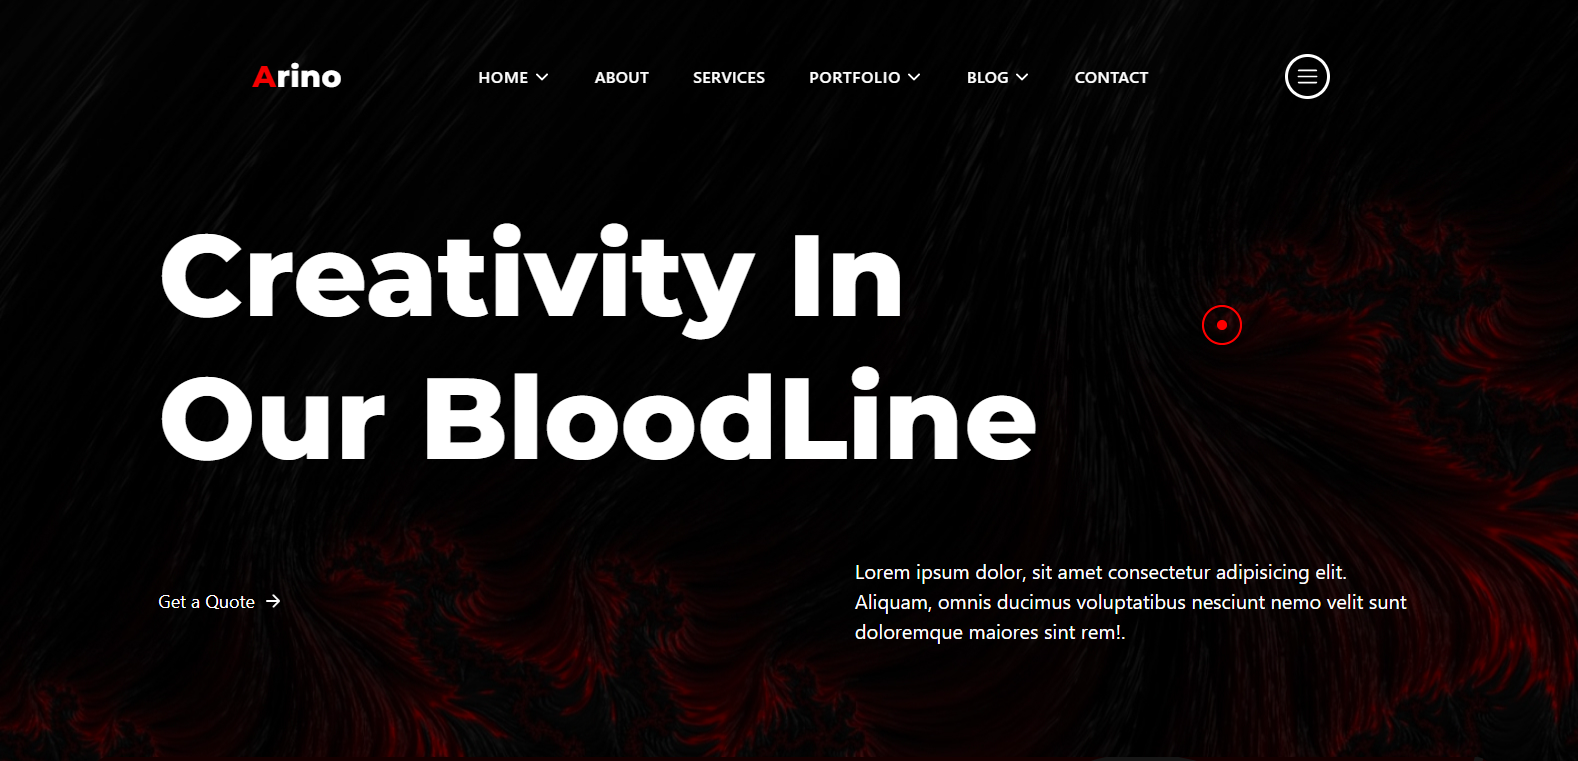 Arino
HOME
ABOUT
SERVICES
PORTFOLIO
BLOG
CONTACT
Creativity In
Our BloodLine
Get a Quote
Lorem ipsum dolor, sit amet consectetur adipisicing elit.
Aliquam, omnis ducimus voluptatibus nesciunt nemo velit sunt
doloremque maiores sint rem!.